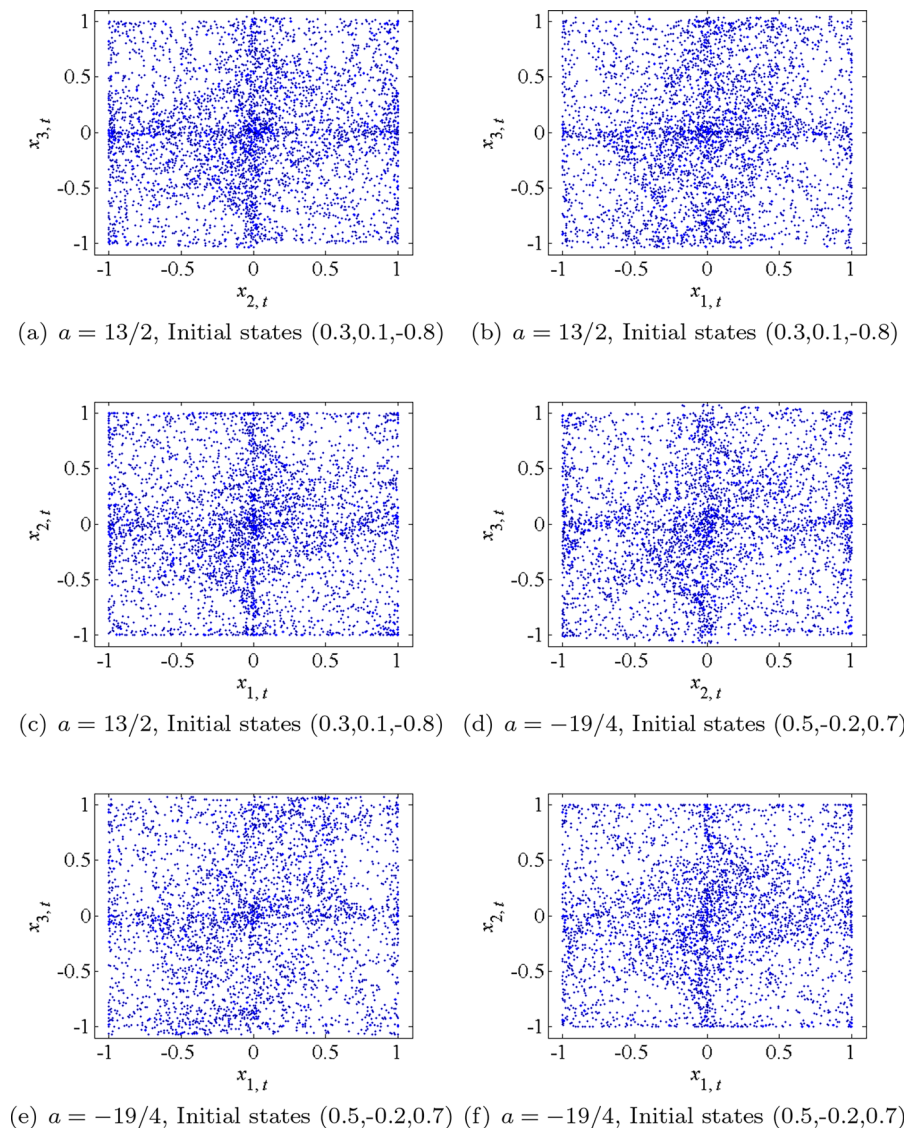 1
0.5
0
-0.5
-1
x3, t
-1 -0.5 0 0.5 1
x2, t
(a) a = 13/2, Initial states (0.3,0.1,-0.8)
1
0.5
0
-0.5
-1
x3, t
-1 -0.5 0 0.5 1
x1, t
(b) a = 13/2, Initial states (0.3,0.1,-0.8)
1
0.5
0
-0.5
-1
x2, t
-1 -0.5 0 0.5 1
x1, t
(c) a = 13/2, Initial states (0.3,0.1,-0.8)
1
0.5
0
-0.5
-1
x3, t
-1 -0.5 0 0.5 1
x2, t
(d) a = −19/4, Initial states (0.5,-0.2,0.7)
1
0.5
0
-0.5
-1
x3, t
-1 -0.5 0 0.5 1
x1, t
(e) a = −19/4, Initial states (0.5,-0.2,0.7)
1
0.5
0
-0.5
-1
x2, t
-1 -0.5 0 0.5 1
x1, t
(f) a = −19/4, Initial states (0.5,-0.2,0.7)